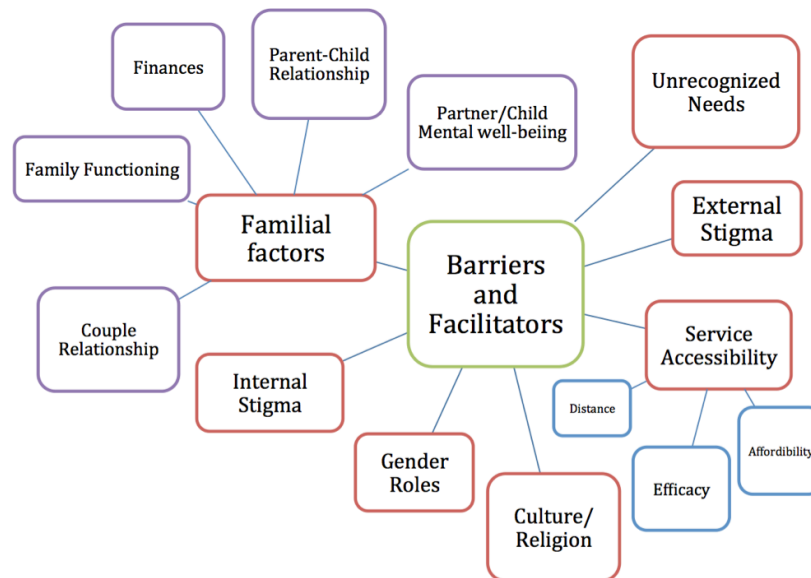 Finances
Parent-Child
Relationship
Partner/Child
Mental well-beiing
Unrecognized
Needs
Family Functioning
Familial
factors
External
Stigma
Barriers
and
Facilitators
Couple
Relationship
Service
Accessibility
Internal
Stigma
Distance
Gender
Roles
Efficacy
Affordibility
Culture/
Religion